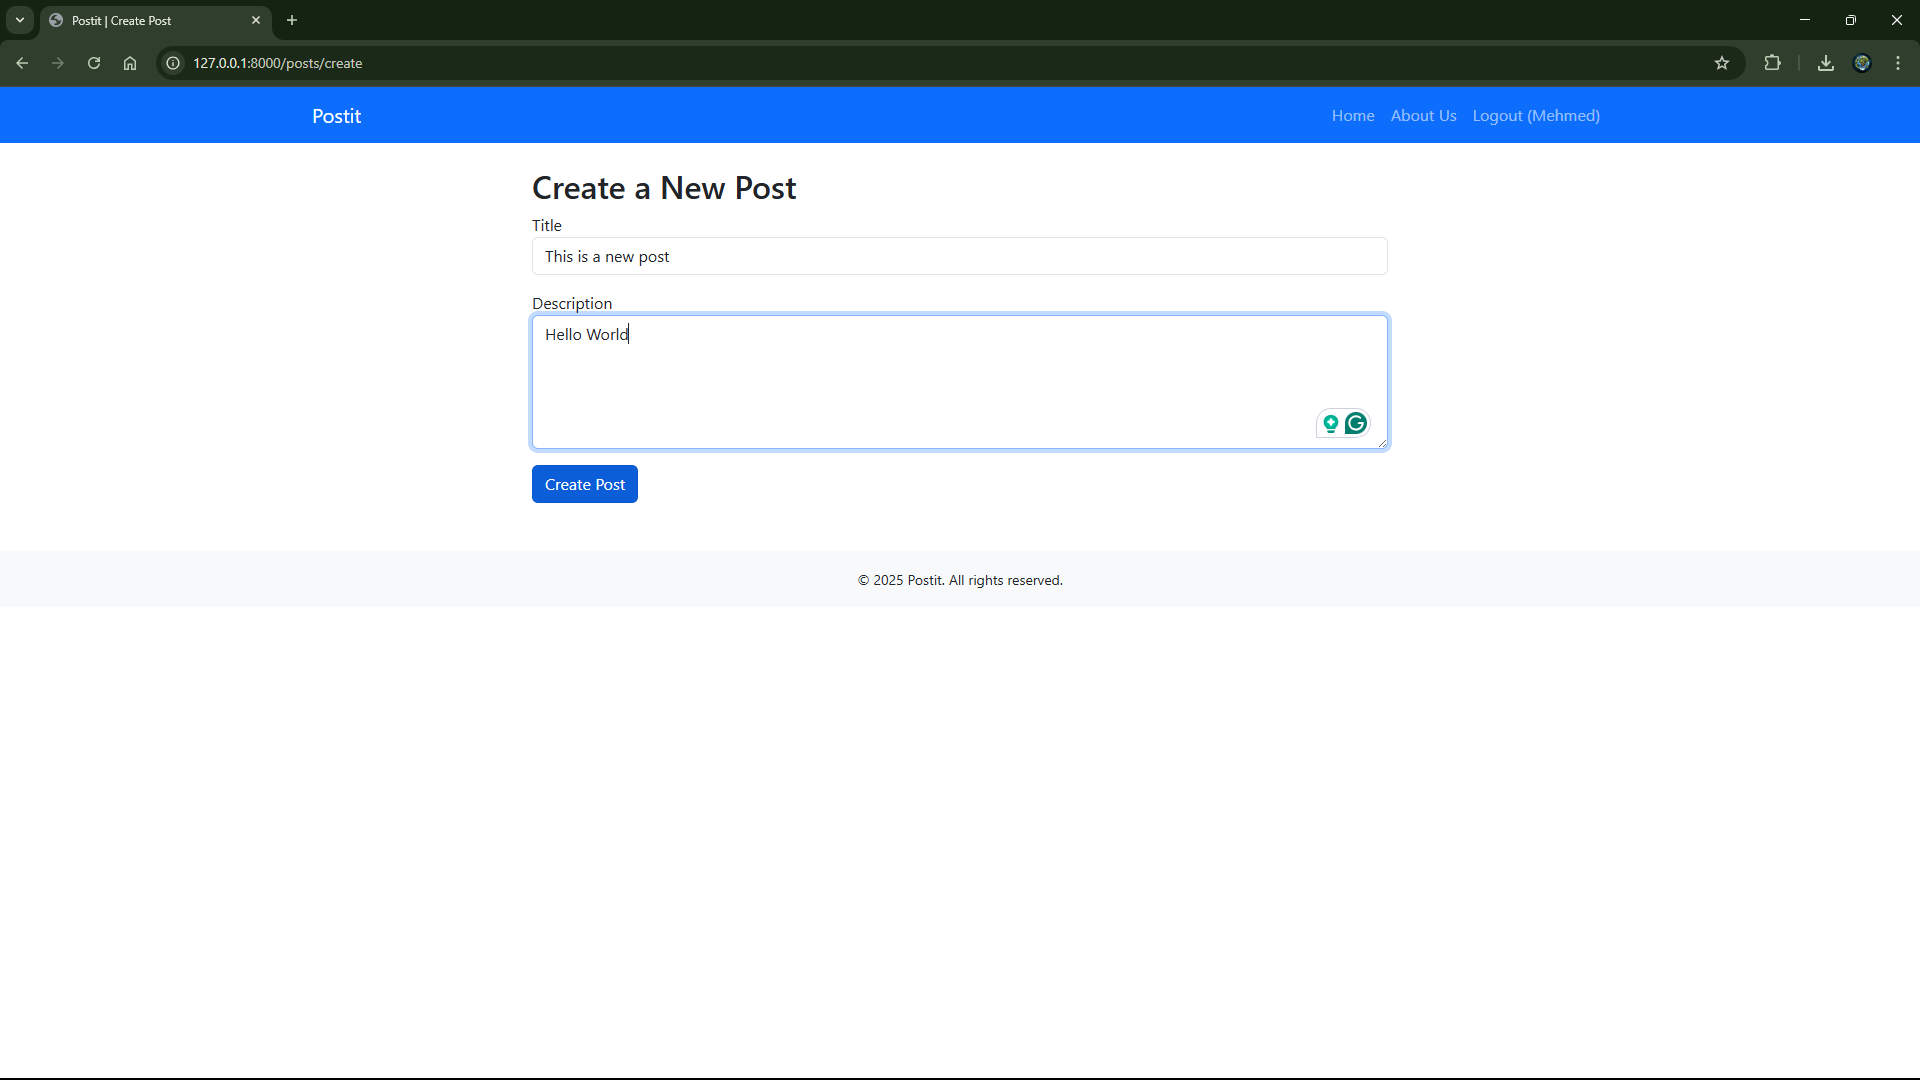 Postit | Create Post
127.0.0.1:8000/posts/create
Postit Home About Us Logout (Mehmed)
Create a New Post
Title
This is a new post
Description
Hello World
Create Post
© 2025 Postit. All rights reserved.